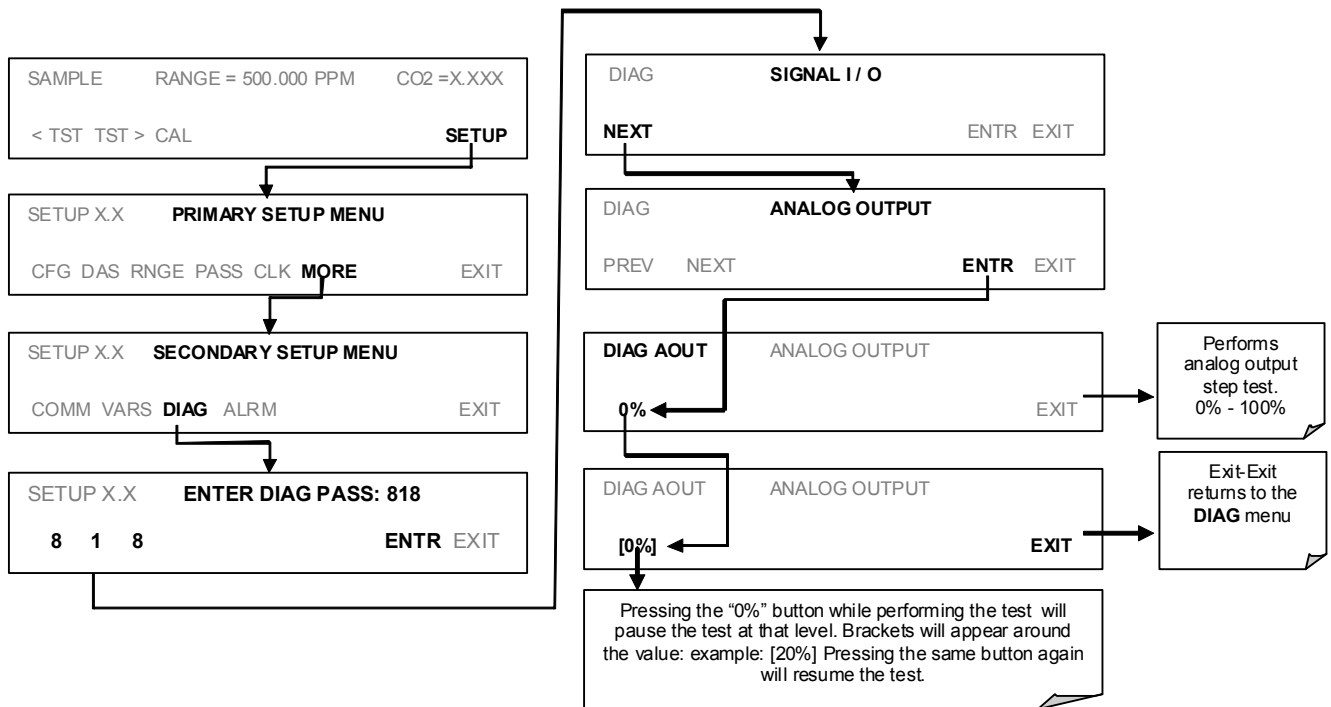 SAMPLE RANGE = 500.000 PPM CO2 =X.XXX
< TST TST > CAL SETUP
SETUP X.X PRIMARY SETUP MENU
CFG DAS RNGE PASS CLK MORE EXIT
SETUP X.X SECONDARY SETUP MENU
COMM VARS DIAG ALRM EXIT
SETUP X.X ENTER DIAG PASS: 818
8 1 8 ENTR EXIT
DIAG SIGNAL I / O
NEXT ENTR EXIT
DIAG ANALOG OUTPUT
PREV NEXT ENTR EXIT
DIAG AOUT ANALOG OUTPUT
0% EXIT
Performs
analog output
step test.
0% - 100%
DIAG AOUT ANALOG OUTPUT
[0%] EXIT
Exit-Exit
returns to the
DIAG menu
Pressing the “0%” button while performing the test will
pause the test at that level. Brackets will appear around
the value: example: [20%] Pressing the same button again
will resume the test.